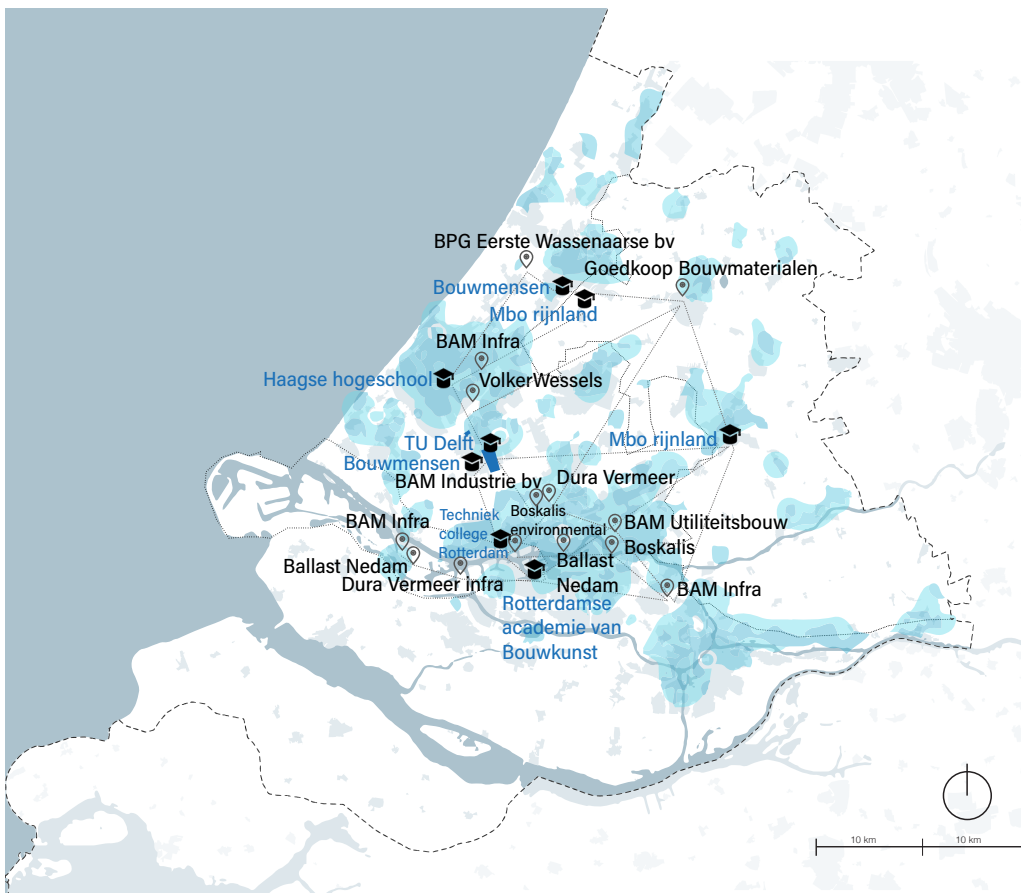 BPG Eerste Wassenaarse bv
Goedkoop Bouwmaterialen
Bouwmensen
Mbo rijnland
BAM Infra
Haagse hogeschool
VolkerWessels
TU Delft
Mbo rijnland
Bouwmensen
BAM Industrie bv
Dura Vermeer
Techniek
college
Rotterdam
Boskalis
environmental
BAM Infra
BAM Utiliteitsbouw
Boskalis
Ballast Nedam
Ballast
Nedam
Dura Vermeer infra
BAM Infra
Rotterdamse
academie van
Bouwkunst
10 km
10 km